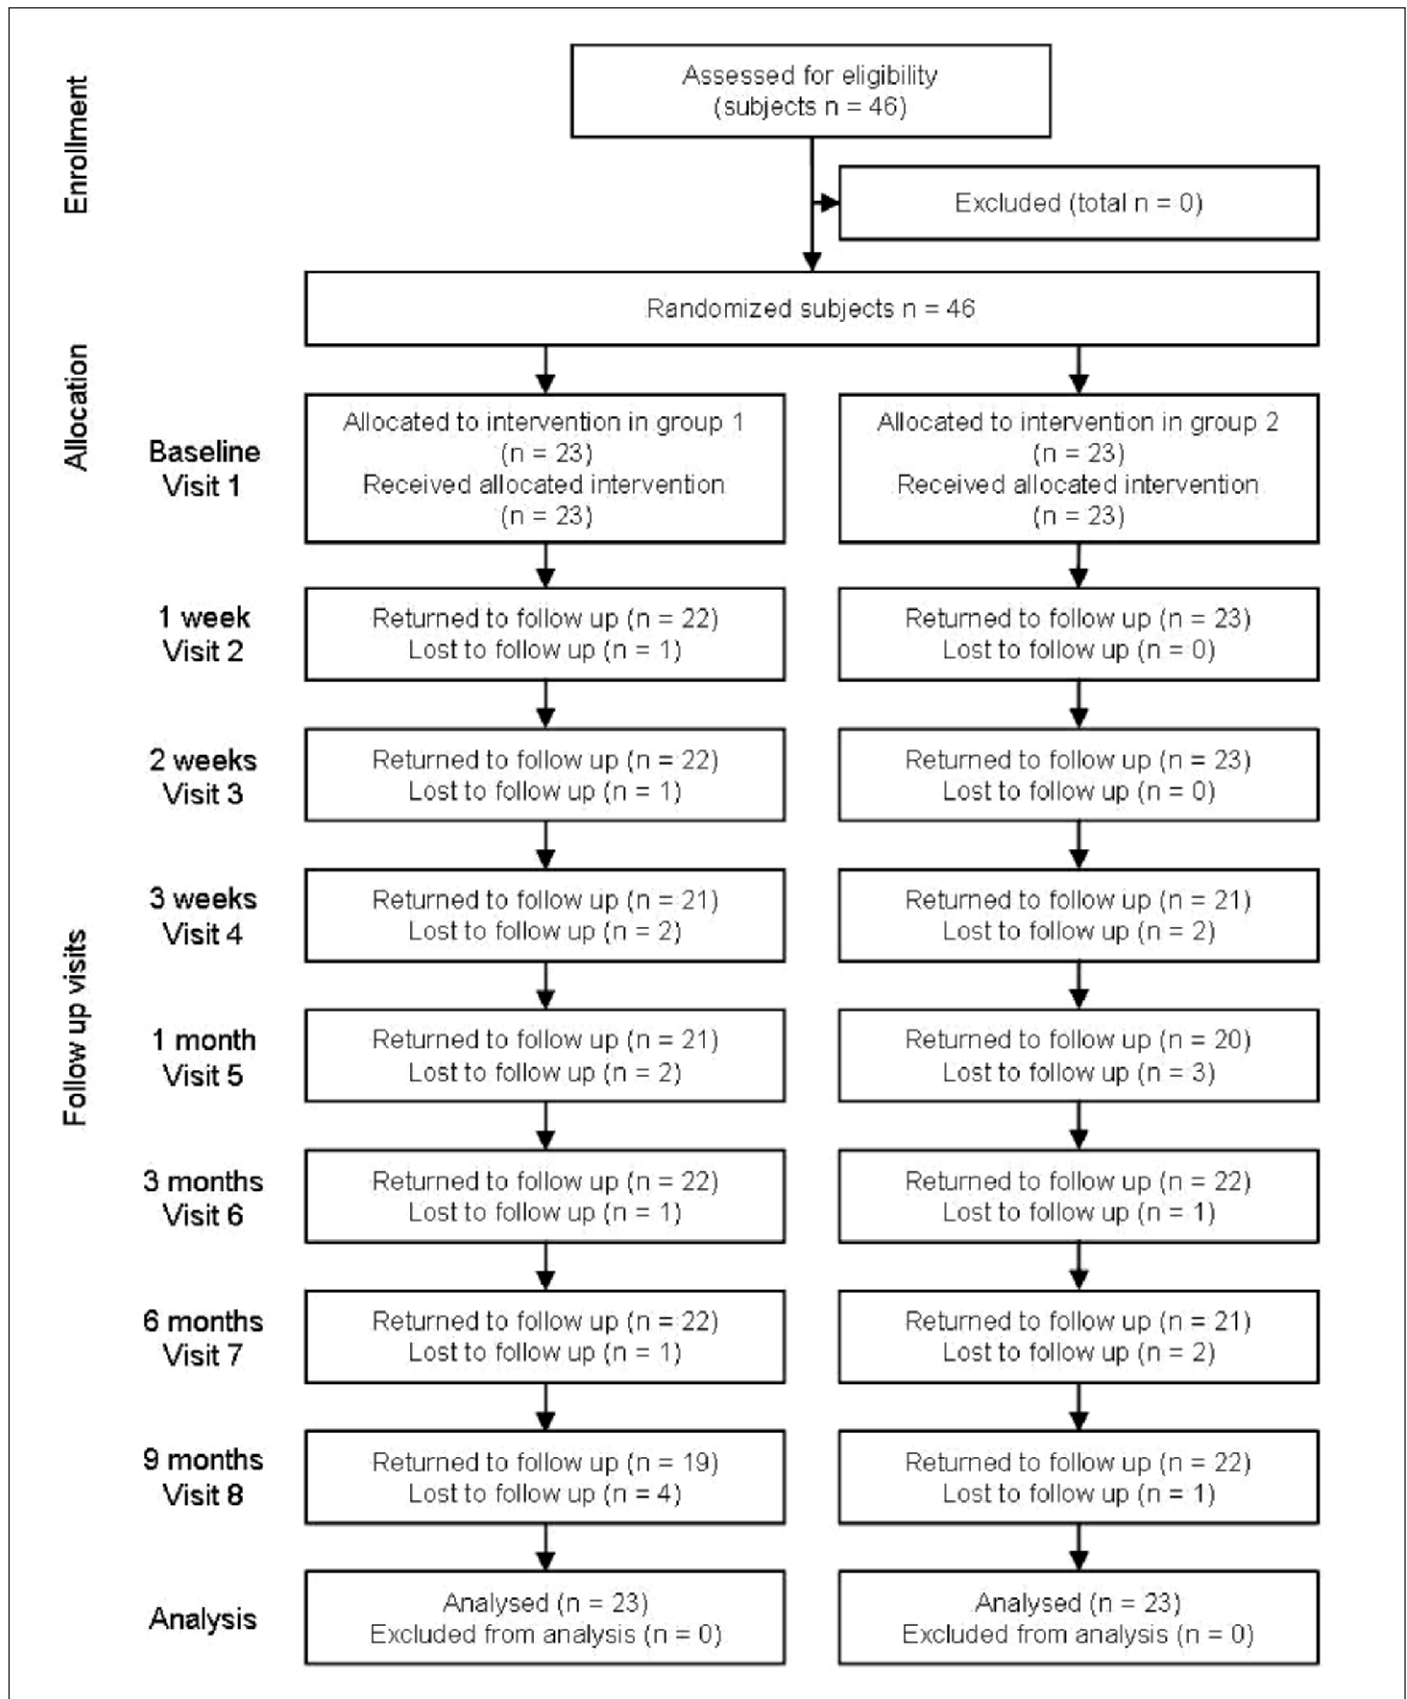 Enrollment
Assessed for eligibility
(subjects n = 46)
Excluded (total n = 0)
Randomized subjects n = 46
Allocation
Baseline
Visit 1
Allocated to intervention in group 1
(n = 23)
Received allocated intervention
(n = 23)
Allocated to intervention in group 2
(n = 23)
Received allocated intervention
(n = 23)
Follow up visits
1 week
Visit 2
Returned to follow up (n = 22)
Lost to follow up (n = 1)
Returned to follow up (n = 23)
Lost to follow up (n = 0)
2 weeks
Visit 3
Returned to follow up (n = 22)
Lost to follow up (n = 1)
Returned to follow up (n = 23)
Lost to follow up (n = 0)
3 weeks
Visit 4
Returned to follow up (n = 21)
Lost to follow up (n = 2)
Returned to follow up (n = 21)
Lost to follow up (n = 2)
1 month
Visit 5
Returned to follow up (n = 21)
Lost to follow up (n = 2)
Returned to follow up (n = 20)
Lost to follow up (n = 3)
3 months
Visit 6
Returned to follow up (n = 22)
Lost to follow up (n = 1)
Returned to follow up (n = 22)
Lost to follow up (n = 1)
6 months
Visit 7
Returned to follow up (n = 22)
Lost to follow up (n = 1)
Returned to follow up (n = 21)
Lost to follow up (n = 2)
9 months
Visit 8
Returned to follow up (n = 19)
Lost to follow up (n = 4)
Returned to follow up (n = 22)
Lost to follow up (n = 1)
Analysis
Analysed (n = 23)
Excluded from analysis (n = 0)
Analysed (n = 23)
Excluded from analysis (n = 0)